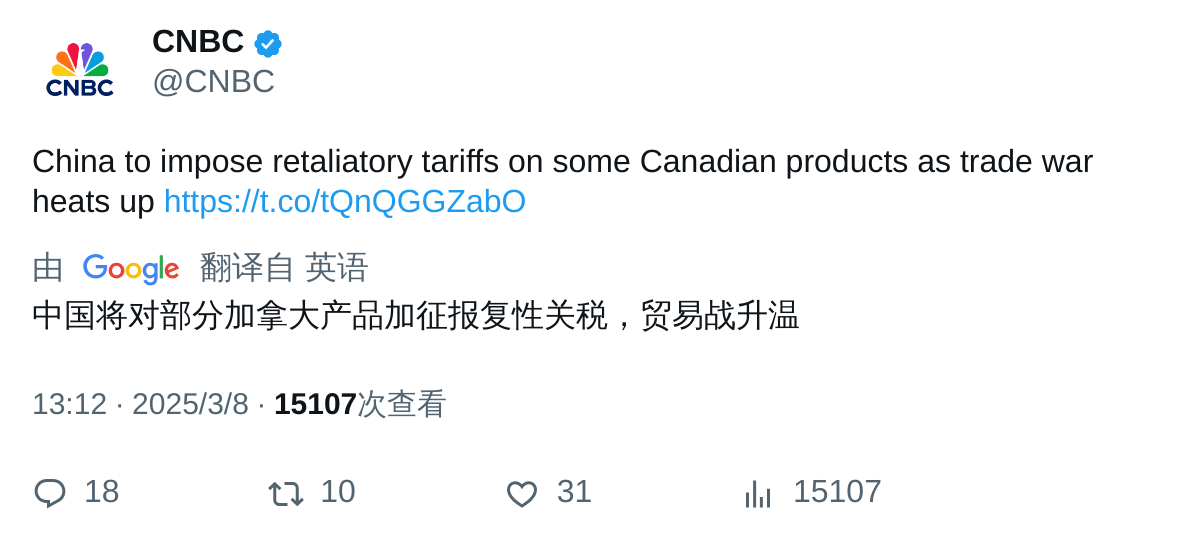 CNBC
CNBC
@CNBC
China to impose retaliatory tariffs on some Canadian products as trade war
heats up https://t.co/tQnQGGZabO
由 Google 翻译自 英语
中国将对部分加拿大产品加征报复性关税，贸易战升温
13:12 · 2025/3/8 · 15107次查看
18 10 31 15107